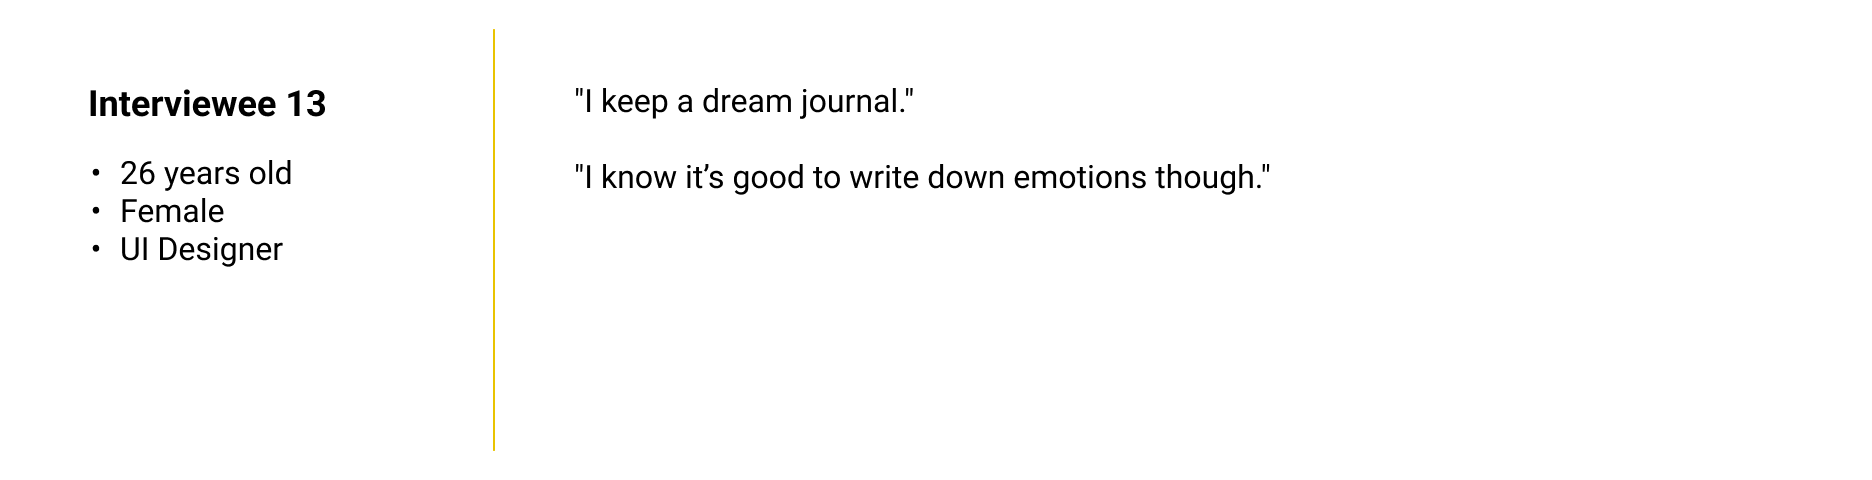 Interviewee 13
• 26 years old
• Female
• UI Designer
"I keep a dream journal."
"I know it’s good to write down emotions though."